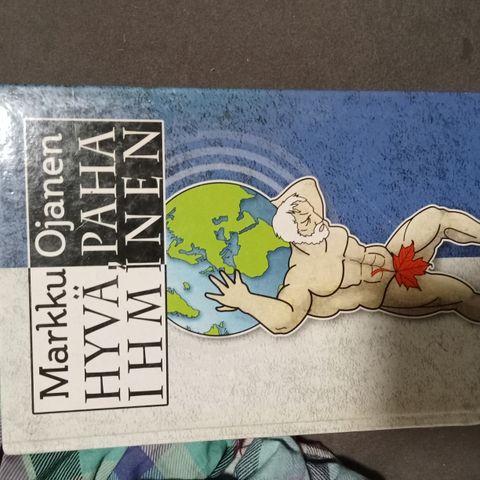 Markku Ojanen
HYVÄ, PAHA
IHMINEN